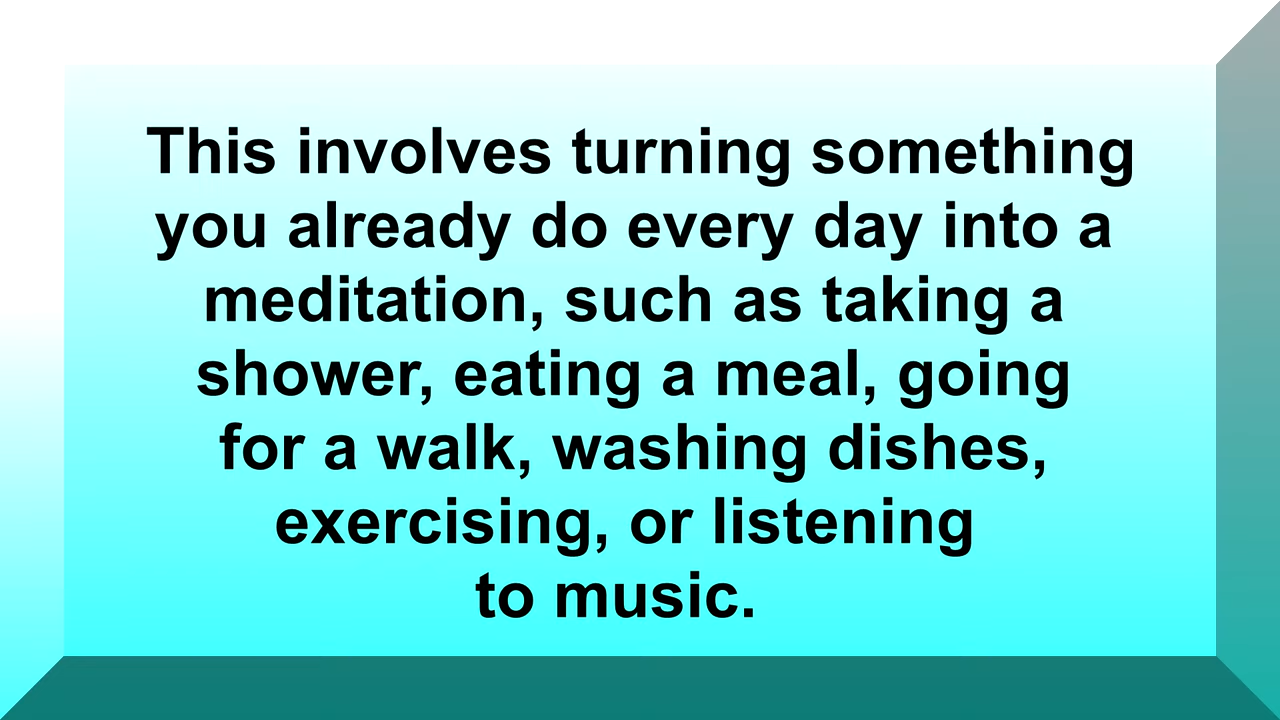 This involves turning something
you already do every day into a
meditation, such as taking a
shower, eating a meal, going
for a walk, washing dishes,
exercising, or listening
to music.